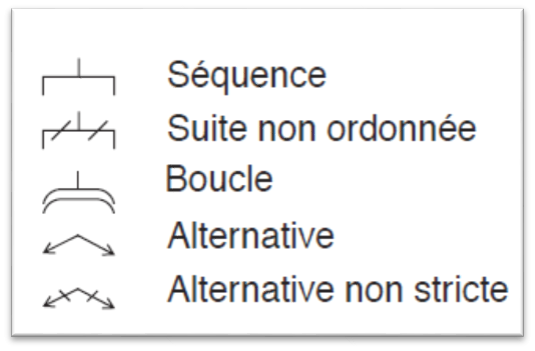 Séquence
Suite non ordonnée
Boucle
Alternative
Alternative non stricte